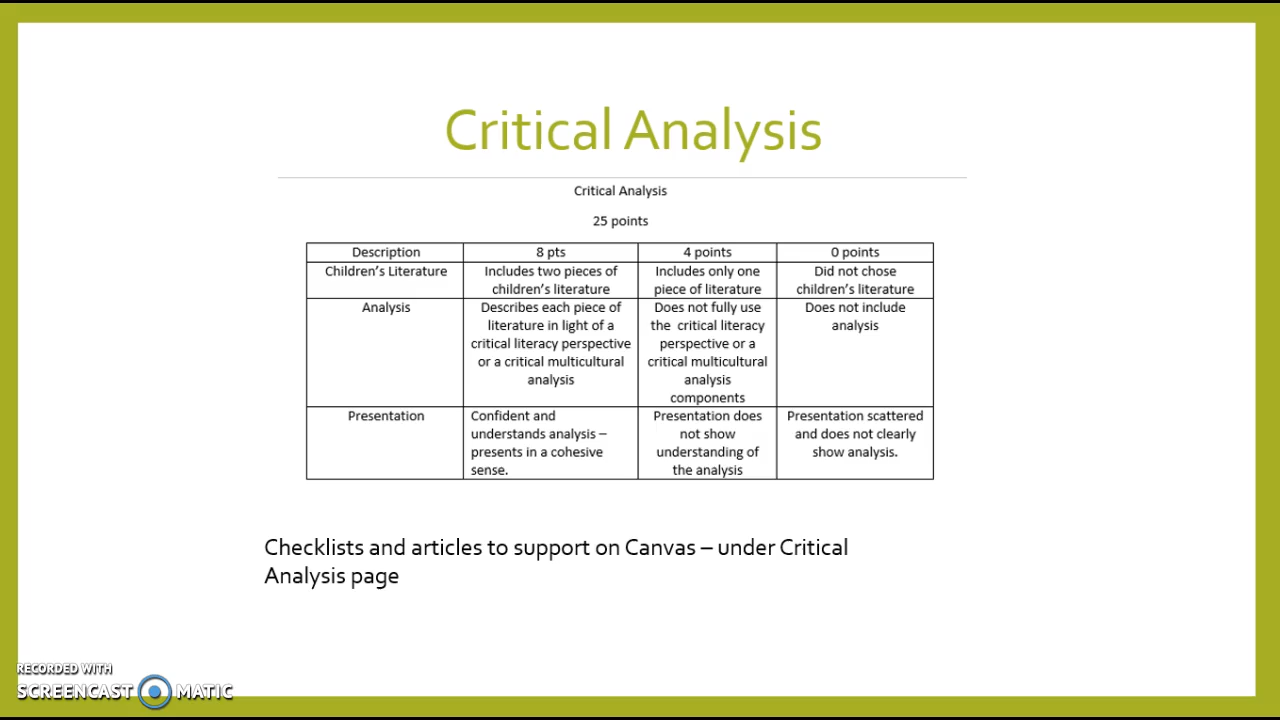 Critical Analysis
Critical Analysis
25 points
Description 8 pts 4 points 0 points
Children's Literature Includes two pieces of Includes only one Did not chose
children's literature piece of literature children's literature
Analysis Describes each piece of Does not fully use Does not include
literature in light of a the critical literacy analysis
critical literacy perspective perspective or a
or a critical multicultural critical multicultural
analysis analysis
components
Presentation Confident and Presentation does Presentation scattered
understands analysis – not show and does not clearly
presents in a cohesive understanding of show analysis.
sense. the analysis
Checklists and articles to support on Canvas – under Critical
Analysis page
RECORDED WITH
SCREENCAST MATIC